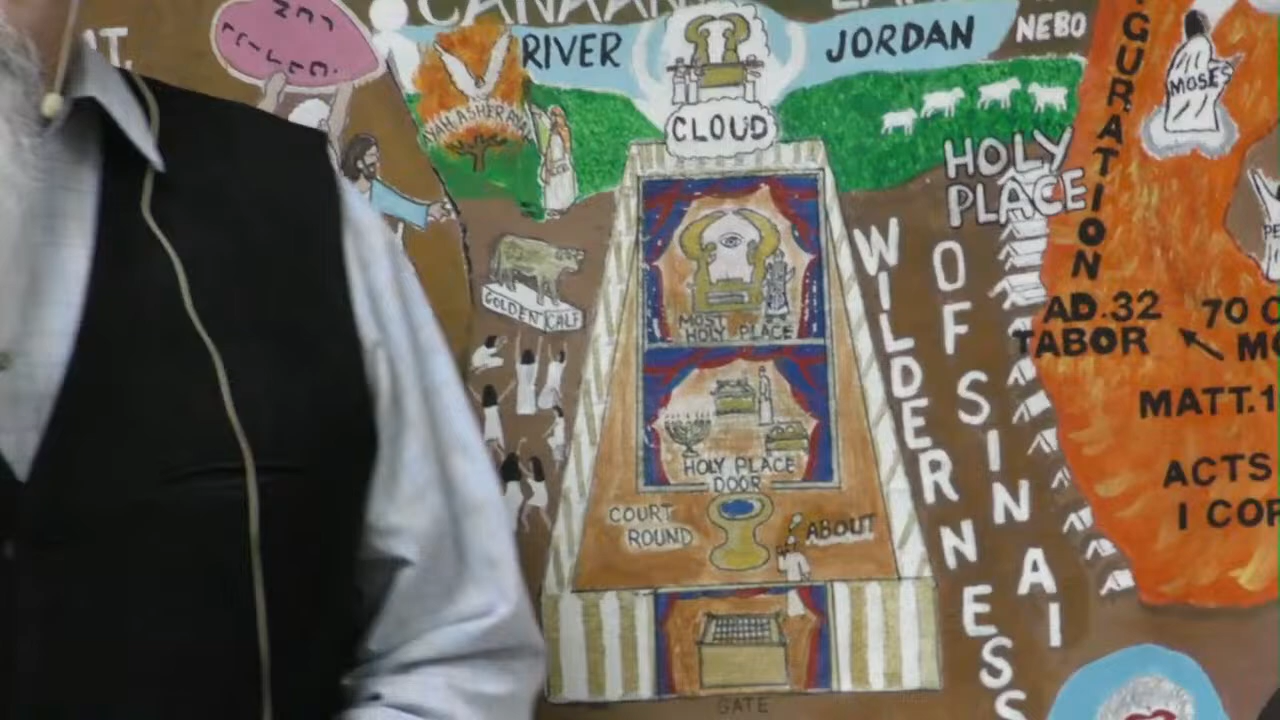 CANAAN
RIVER
JORDAN
NEBO
CLOUD
MOSES
HOLY
PLACE
GOLDEN CALF
MOST
HOLY PLACE
HOLY PLACE
DOOR
COURT
ROUND
ABOUT
GATE
WILDERNESS
OF SINAI
GURATION
AD.32
TABOR
70
MATT.1
ACTS
I COR